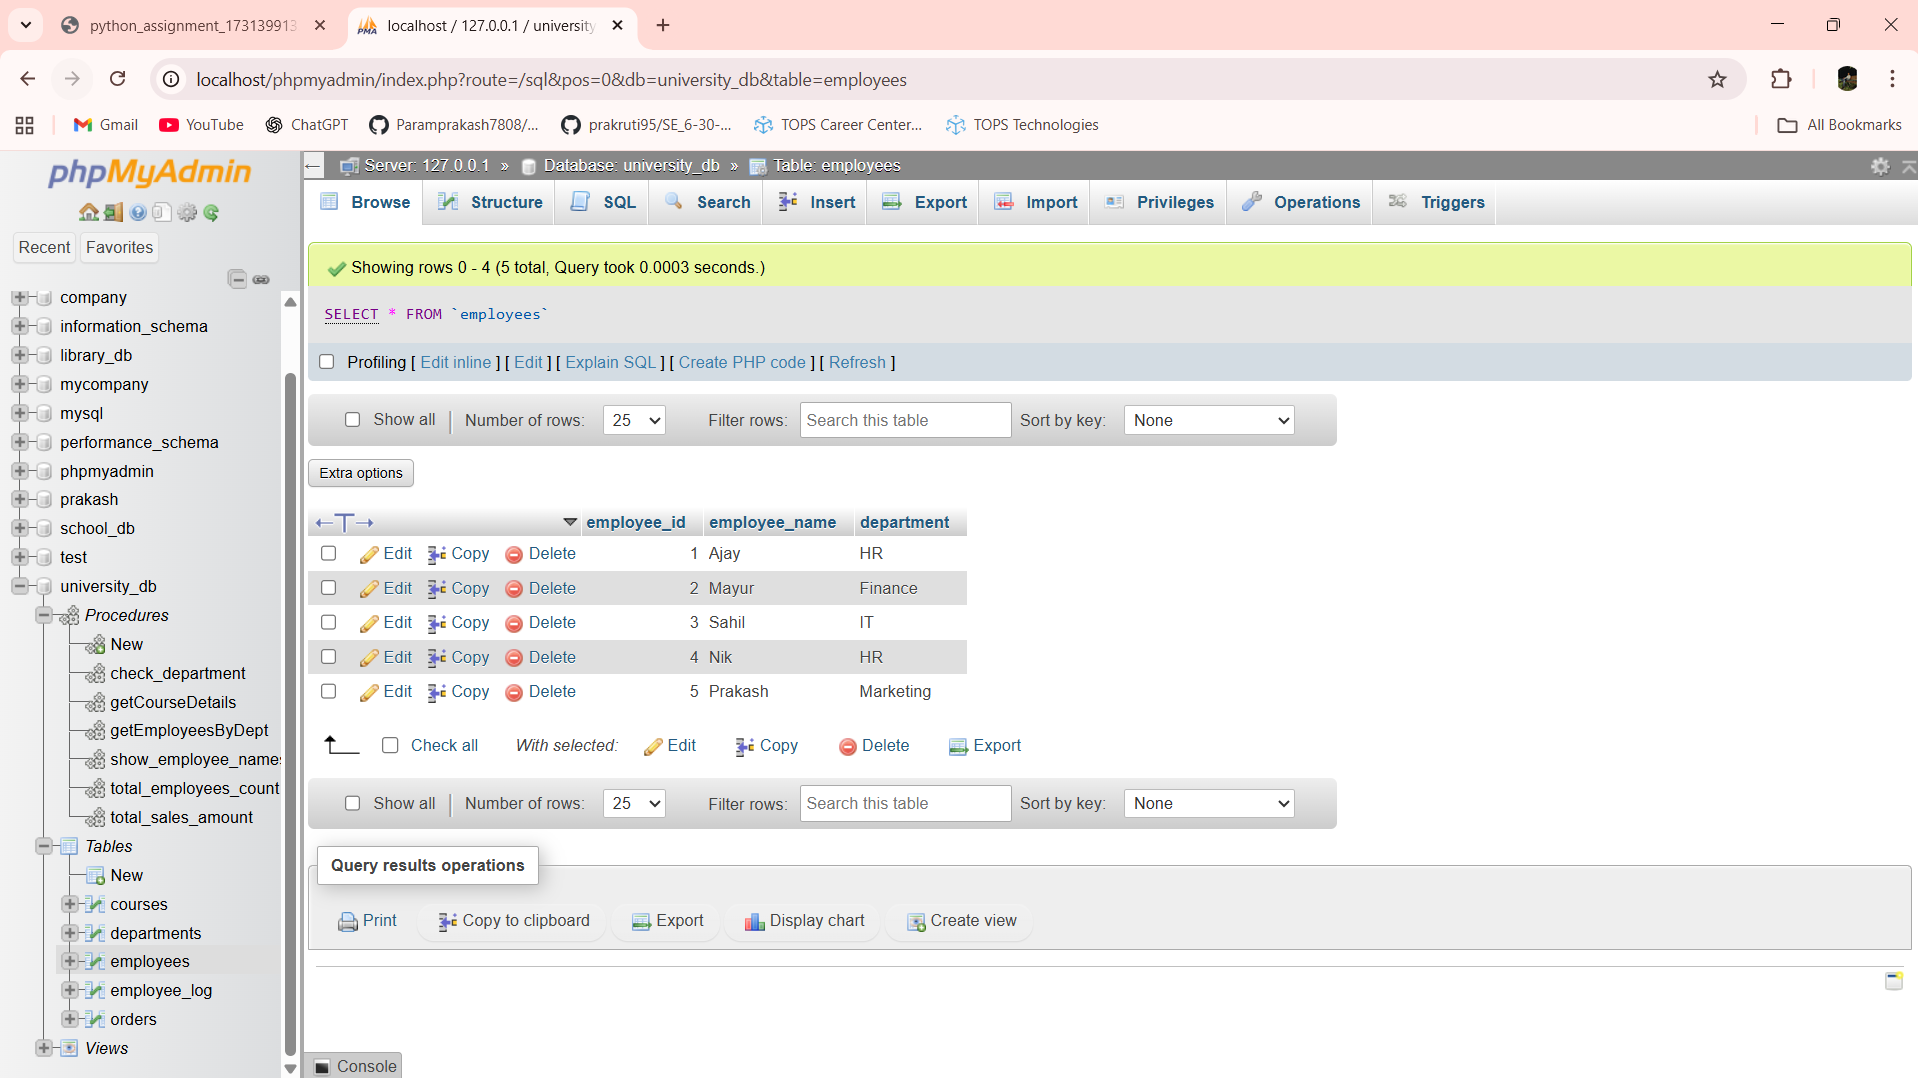 python_assignment_173139913
localhost / 127.0.0.1 / university
localhost/phpmyadmin/index.php?route=/sql&pos=0&db=university_db&table=employees
Gmail YouTube ChatGPT Paramprakash7808/... prakruti95/SE_6-30-... TOPS Career Center... TOPS Technologies All Bookmarks
phpMyAdmin
Recent Favorites
company
information_schema
library_db
mycompany
mysql
performance_schema
phpmyadmin
prakash
school_db
test
university_db
Procedures
New
check_department
getCourseDetails
getEmployeesByDept
show_employee_names
total_employees_count
total_sales_amount
Tables
New
courses
departments
employees
employee_log
orders
Views
Server: 127.0.0.1 » Database: university_db » Table: employees
Browse Structure SQL Search Insert Export Import Privileges Operations Triggers
Showing rows 0 - 4 (5 total, Query took 0.0003 seconds.)
SELECT * FROM `employees`
Profiling [ Edit inline ] [ Edit ] [ Explain SQL ] [ Create PHP code ] [ Refresh ]
Show all Number of rows: 25 Filter rows: Search this table Sort by key: None
Extra options
←T→ employee_id employee_name department
Edit Copy Delete 1 Ajay HR
Edit Copy Delete 2 Mayur Finance
Edit Copy Delete 3 Sahil IT
Edit Copy Delete 4 Nik HR
Edit Copy Delete 5 Prakash Marketing
Check all With selected: Edit Copy Delete Export
Show all Number of rows: 25 Filter rows: Search this table Sort by key: None
Query results operations
Print Copy to clipboard Export Display chart Create view
Console